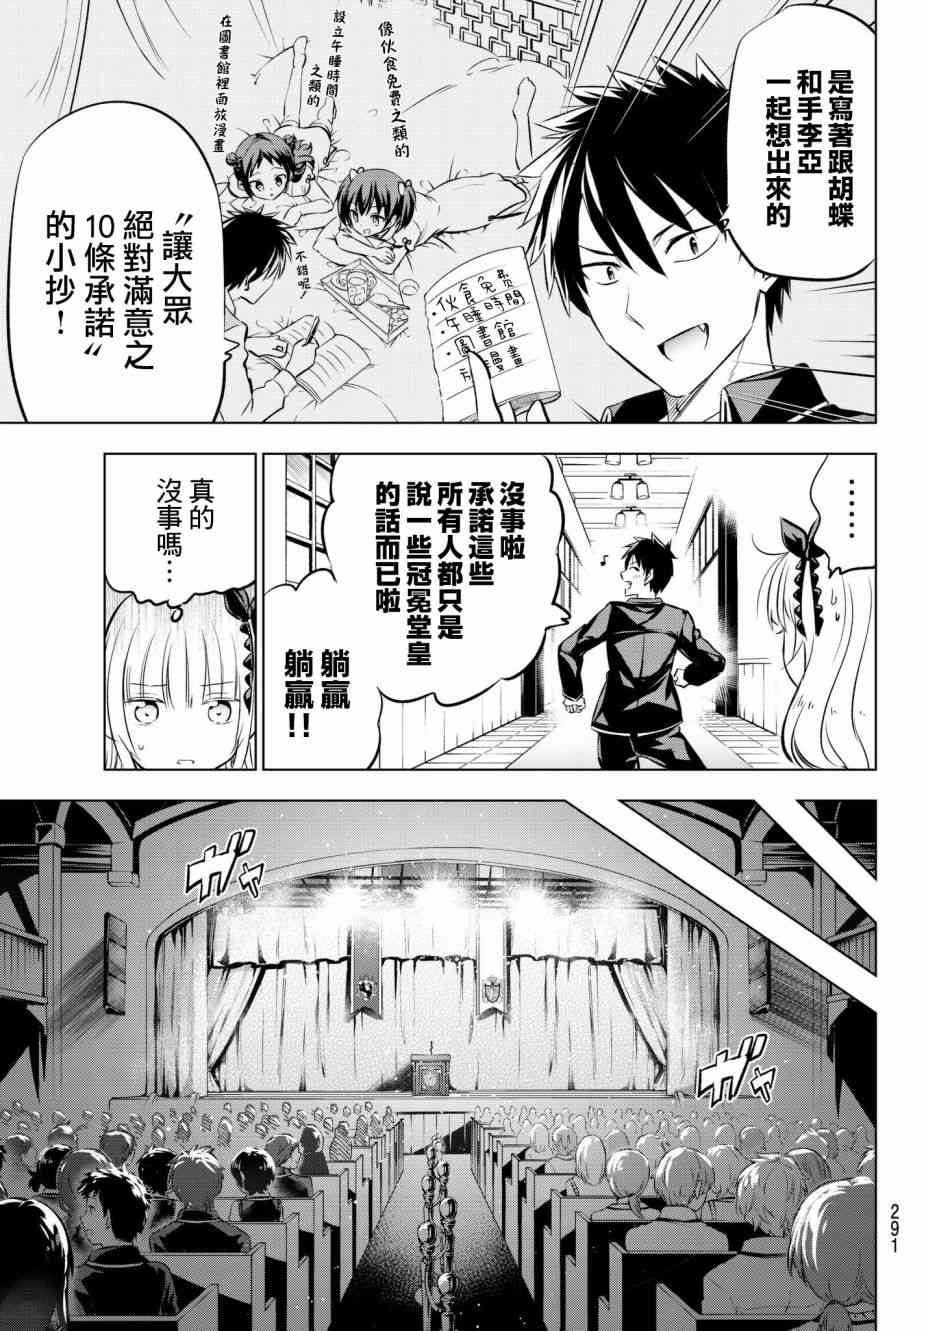 是寫著跟胡蝶
和手李亞
一起想出來的
像伙食免費之類的
設立午睡時間
之類的
在圖書館裡面放漫畫
不錯呢！
伙食免费
·午睡時間
·圖書館
放漫畫
〝讓大眾
絕對滿意之
10條承諾〞
的小抄！
……
沒事啦
承諾這些
所有人都只是
說一些冠冕堂皇
的話而已啦
躺贏
躺贏!!
真的
沒事嗎…
ガヤ
ガヤ
291